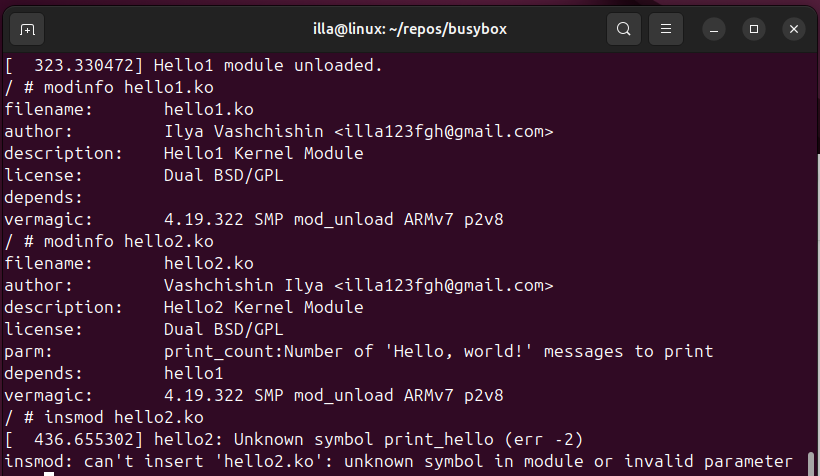 illa@linux: ~/repos/busybox
[  323.330472] Hello1 module unloaded.
/ # modinfo hello1.ko
filename:       hello1.ko
author:         Ilya Vashchishin <illa123fgh@gmail.com>
description:    Hello1 Kernel Module
license:        Dual BSD/GPL
depends:
vermagic:       4.19.322 SMP mod_unload ARMv7 p2v8
/ # modinfo hello2.ko
filename:       hello2.ko
author:         Vashchishin Ilya <illa123fgh@gmail.com>
description:    Hello2 Kernel Module
license:        Dual BSD/GPL
parm:           print_count:Number of 'Hello, world!' messages to print
depends:        hello1
vermagic:       4.19.322 SMP mod_unload ARMv7 p2v8
/ # insmod hello2.ko
[  436.655302] hello2: Unknown symbol print_hello (err -2)
insmod: can't insert 'hello2.ko': unknown symbol in module or invalid parameter